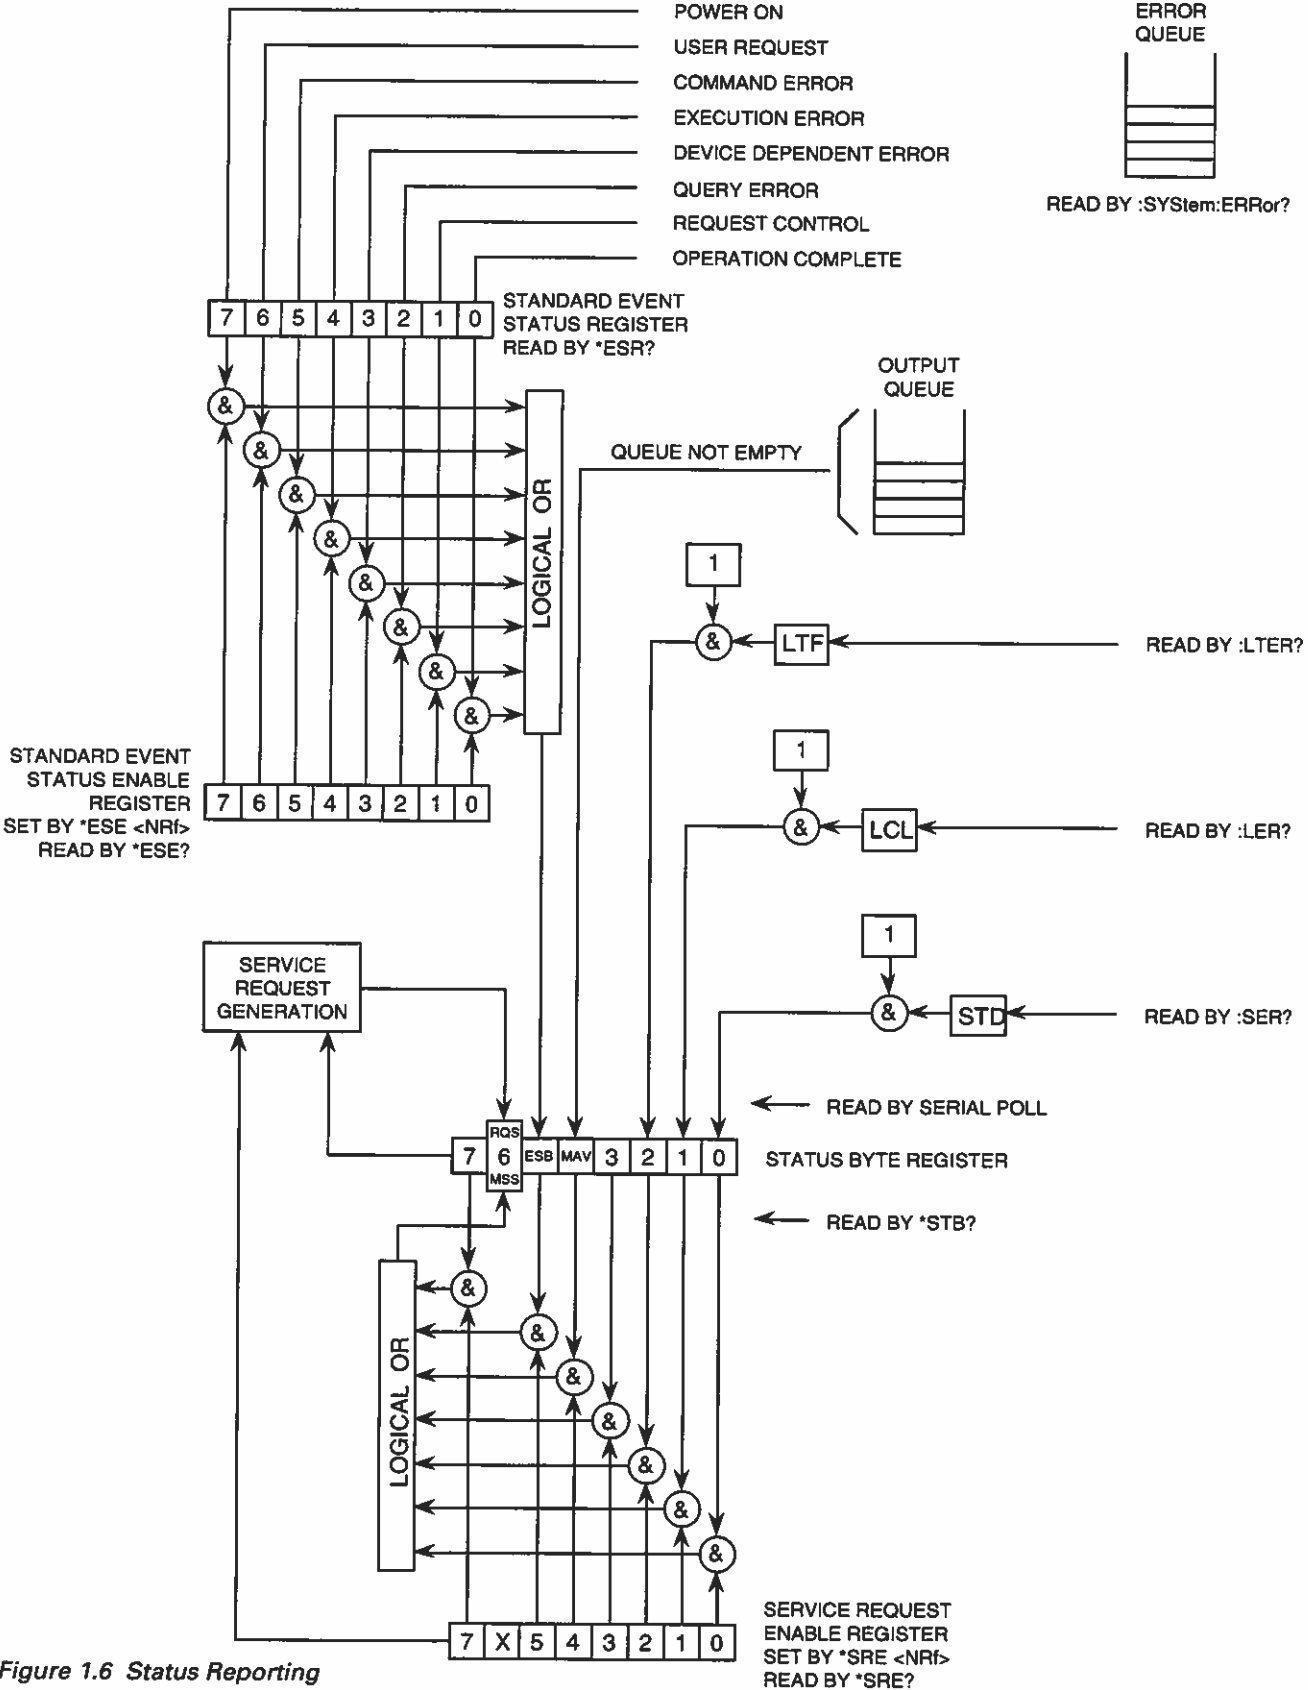 POWER ON
USER REQUEST
COMMAND ERROR
EXECUTION ERROR
DEVICE DEPENDENT ERROR
QUERY ERROR
REQUEST CONTROL
OPERATION COMPLETE
ERROR
QUEUE
READ BY :SYStem:ERRor?
7 6 5 4 3 2 1 0
STANDARD EVENT
STATUS REGISTER
READ BY *ESR?
&
&
&
&
&
&
&
&
LOGICAL OR
OUTPUT
QUEUE
QUEUE NOT EMPTY
1
&
LTF
READ BY :LTER?
1
&
LCL
READ BY :LER?
1
&
STD
READ BY :SER?
STANDARD EVENT
STATUS ENABLE
REGISTER
SET BY *ESE <NRf>
READ BY *ESE?
7 6 5 4 3 2 1 0
SERVICE
REQUEST
GENERATION
READ BY SERIAL POLL
RQS
7 6 ESB MAV 3 2 1 0
MSS
STATUS BYTE REGISTER
READ BY *STB?
LOGICAL OR
&
&
&
&
&
&
&
7 X 5 4 3 2 1 0
SERVICE REQUEST
ENABLE REGISTER
SET BY *SRE <NRf>
READ BY *SRE?
Figure 1.6 Status Reporting